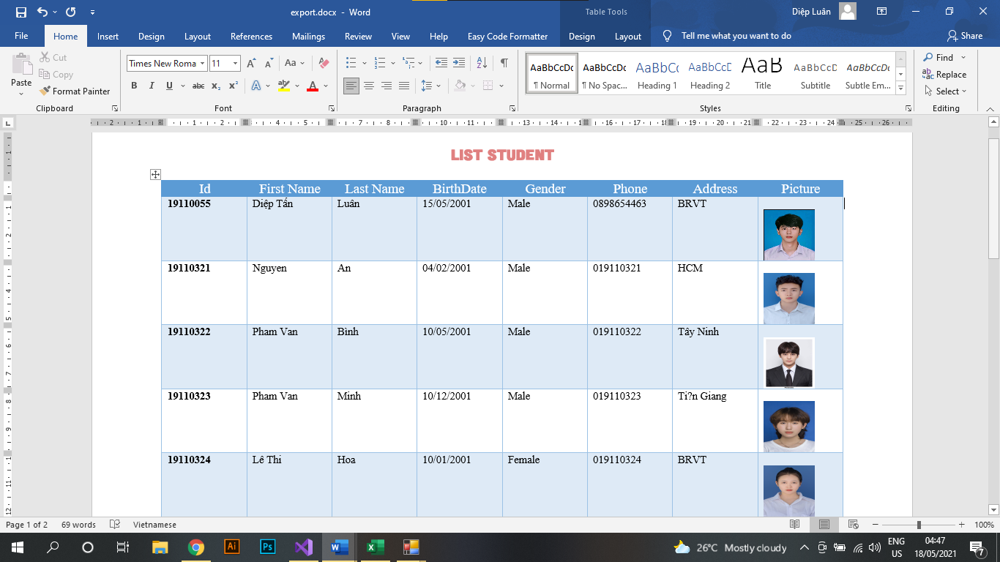 export.docx - Word
Table Tools
Diệp Luân
File Home Insert Design Layout References Mailings Review View Help Easy Code Formatter Design Layout Tell me what you want to do Share
Paste
Cut
Copy
Format Painter
Clipboard
Times New Roma 11 Aa
B I U abc x₂ x² A ab A
Font
Paragraph
AaBbCcDc AaBbCcDc AaBbCc AaBbCcD AaB AaBbCcD AaBbCcDc
¶ Normal ¶ No Spac... Heading 1 Heading 2 Title Subtitle Subtle Em...
Styles
Find
Replace
Select
Editing
LIST STUDENT
Id First Name Last Name BirthDate Gender Phone Address Picture
19110055 Diệp Tấn Luân 15/05/2001 Male 0898654463 BRVT
19110321 Nguyen An 04/02/2001 Male 019110321 HCM
19110322 Pham Van Bình 10/05/2001 Male 019110322 Tây Ninh
19110323 Pham Van Minh 10/12/2001 Male 019110323 Ti?n Giang
19110324 Lê Thi Hoa 10/01/2001 Female 019110324 BRVT
Page 1 of 2 69 words Vietnamese 100%
26°C Mostly cloudy
ENG
US
04:47
18/05/2021
7